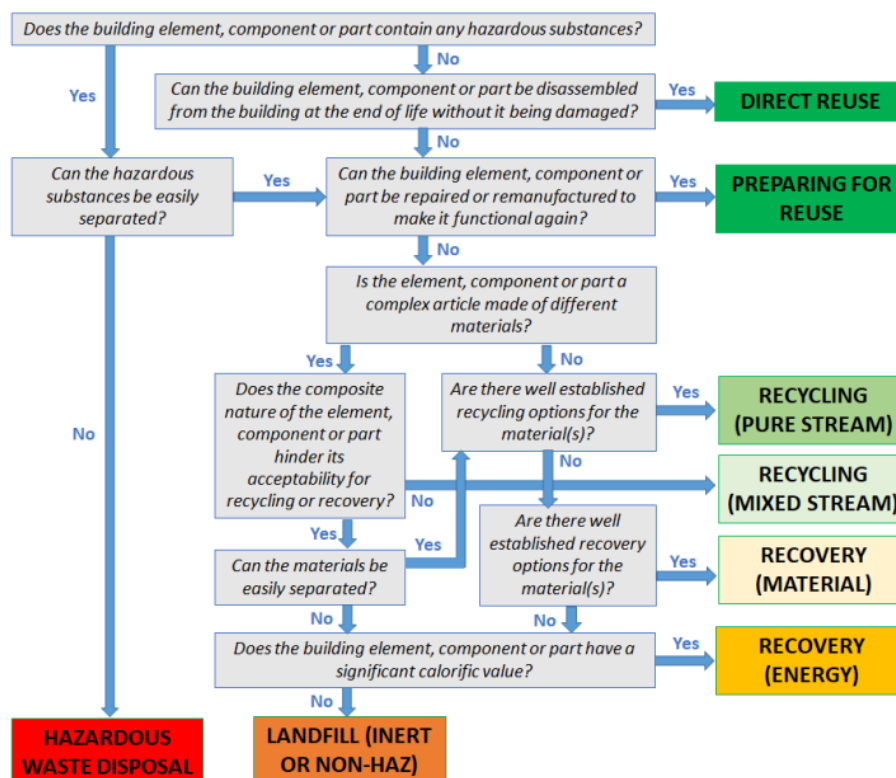 Does the building element, component or part contain any hazardous substances?
Yes
No
Can the building element, component or part be disassembled
from the building at the end of life without it being damaged?
Yes
DIRECT REUSE
No
Can the hazardous
substances be easily
separated?
Yes
Can the building element, component or
part be repaired or remanufactured to
make it functional again?
Yes
PREPARING FOR
REUSE
No
Is the element, component or part a
complex article made of different
materials?
Yes
No
Does the composite
nature of the element,
component or part
hinder its
acceptability for
recycling or recovery?
Are there well established
recycling options for the
material(s)?
Yes
RECYCLING
(PURE STREAM)
No
No
No
RECYCLING
(MIXED STREAM)
Yes
Can the materials be
easily separated?
Yes
Are there well
established recovery
options for the
material(s)?
Yes
RECOVERY
(MATERIAL)
No
No
Does the building element, component or part have a
significant calorific value?
Yes
RECOVERY
(ENERGY)
No
HAZARDOUS
WASTE DISPOSAL
LANDFILL (INERT
OR NON-HAZ)